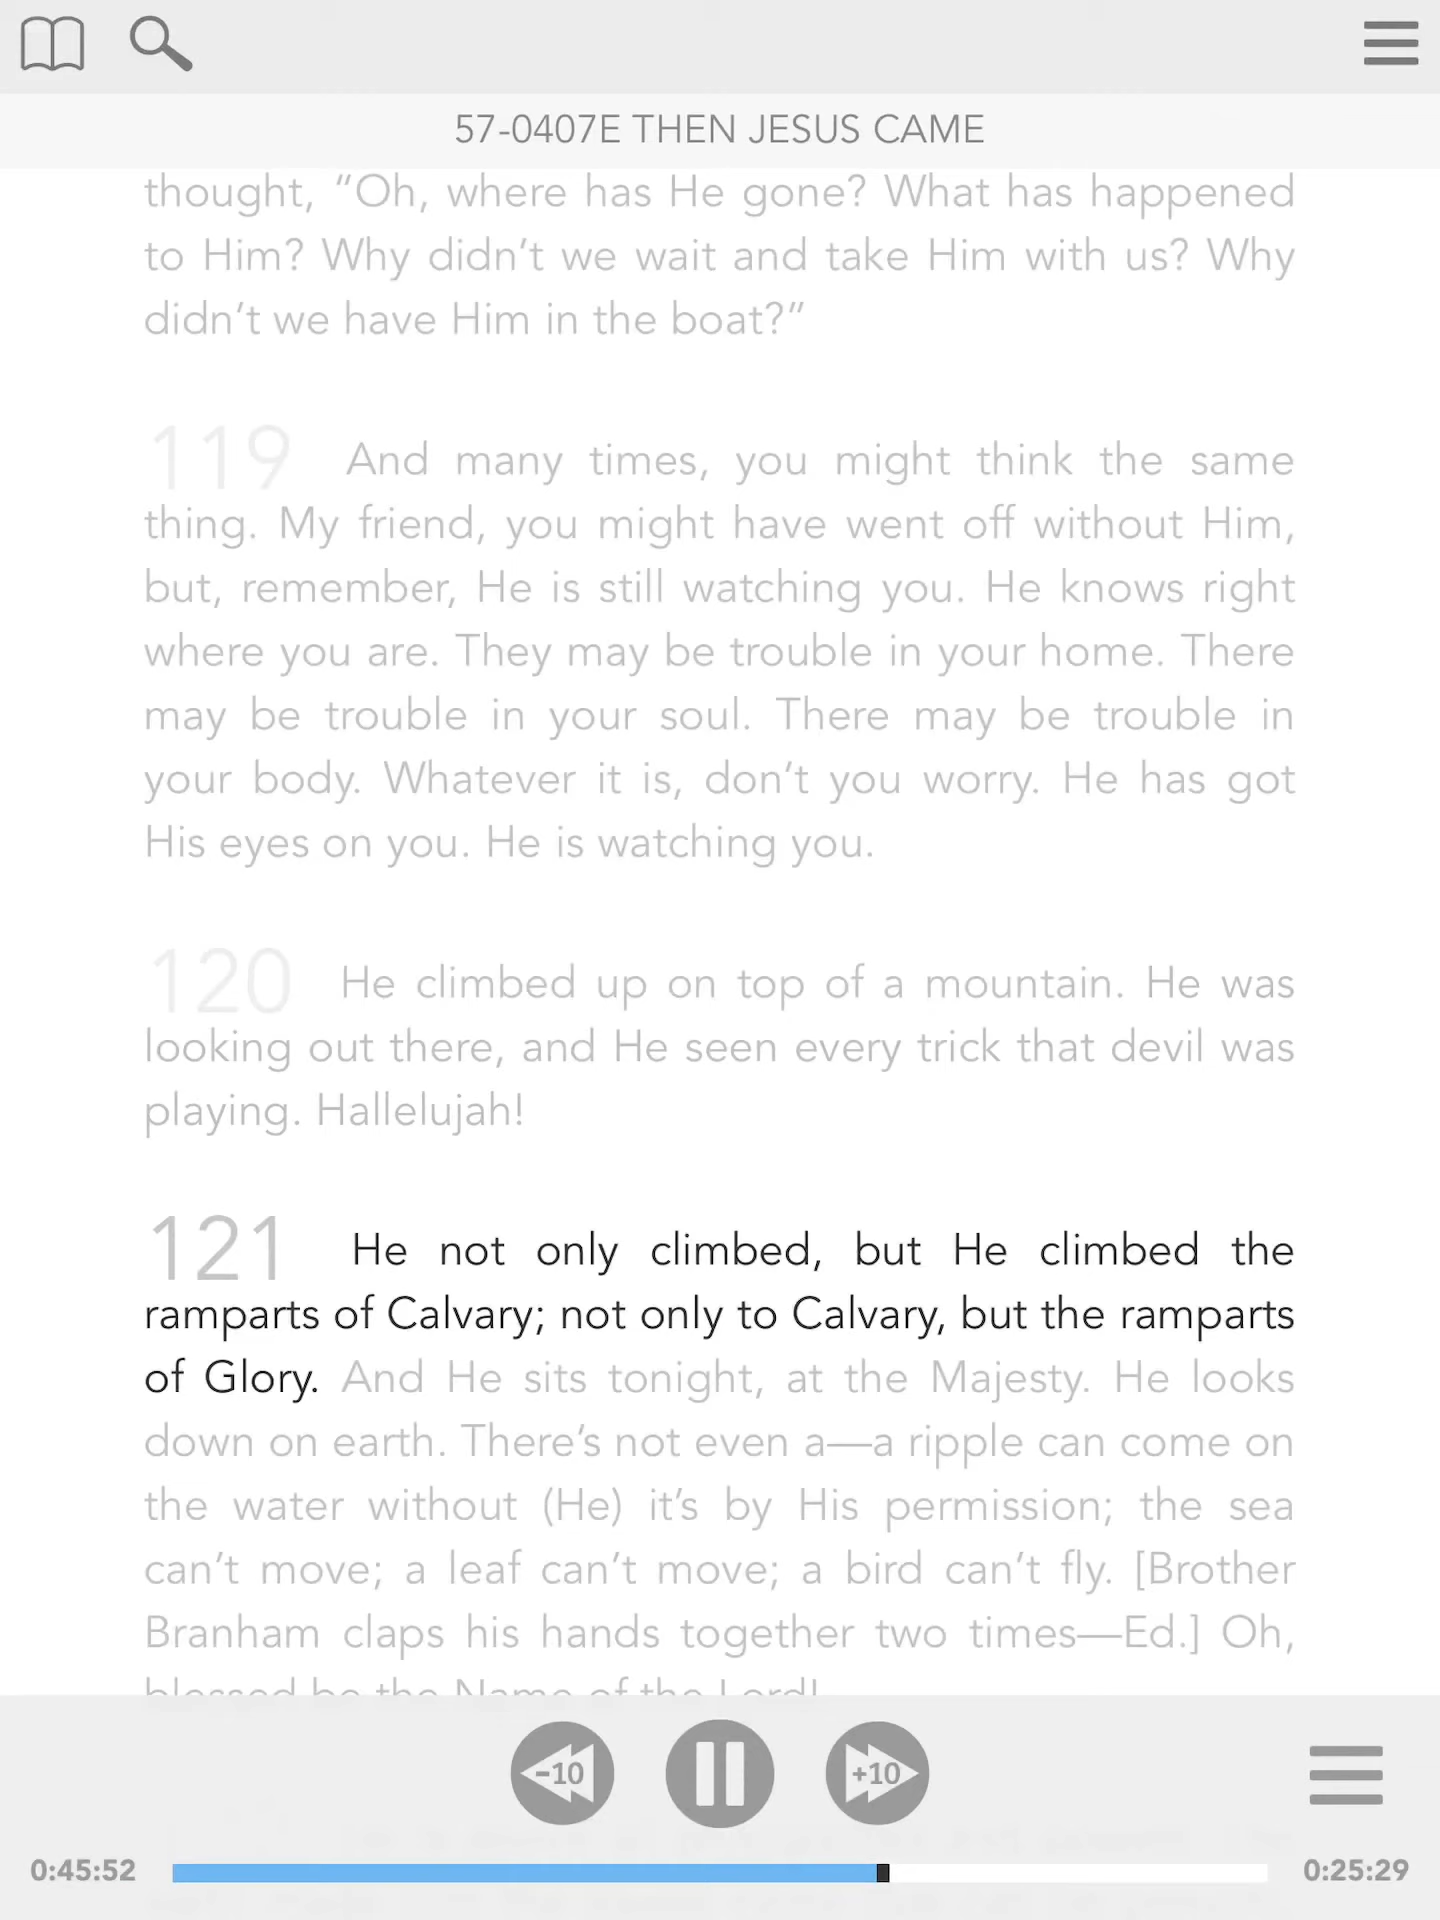 57-0407E THEN JESUS CAME
thought, “Oh, where has He gone? What has happened
to Him? Why didn’t we wait and take Him with us? Why
didn’t we have Him in the boat?”
119 And many times, you might think the same
thing. My friend, you might have went off without Him,
but, remember, He is still watching you. He knows right
where you are. They may be trouble in your home. There
may be trouble in your soul. There may be trouble in
your body. Whatever it is, don’t you worry. He has got
His eyes on you. He is watching you.
120 He climbed up on top of a mountain. He was
looking out there, and He seen every trick that devil was
playing. Hallelujah!
121 He not only climbed, but He climbed the
ramparts of Calvary; not only to Calvary, but the ramparts
of Glory. And He sits tonight, at the Majesty. He looks
down on earth. There’s not even a—a ripple can come on
the water without (He) it’s by His permission; the sea
can’t move; a leaf can’t move; a bird can’t fly. [Brother
Branham claps his hands together two times—Ed.] Oh,
blessed be the Name of the Lord!
-10 +10
0:45:52 0:25:29